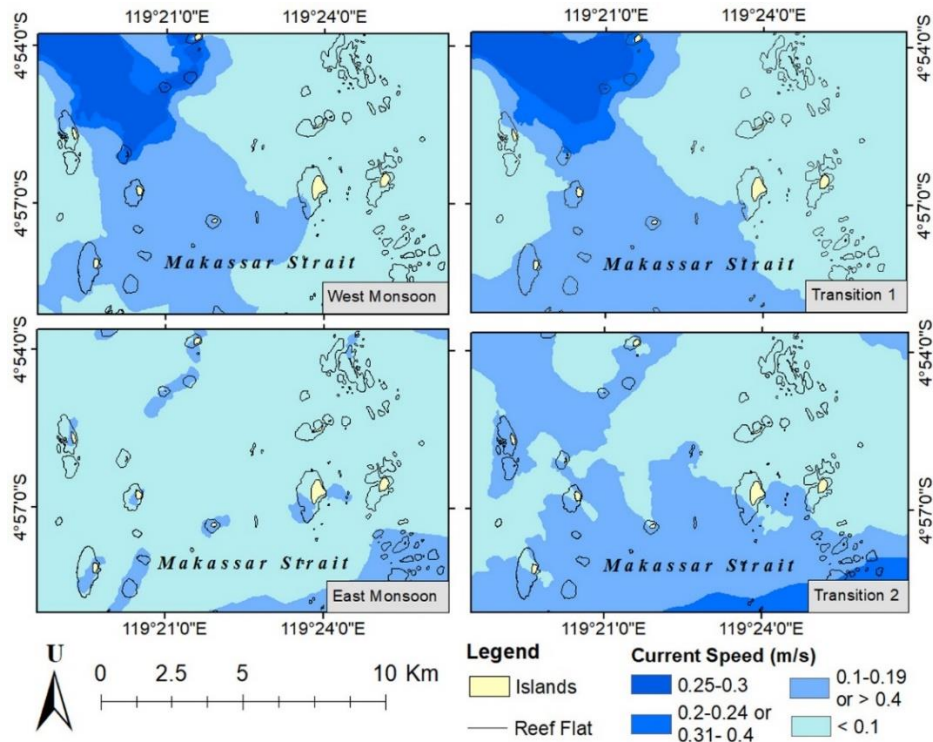 119°21'0"E 119°24'0"E 119°21'0"E 119°24'0"E
4°54'0"S 4°54'0"S
4°57'0"S 4°57'0"S
Makassar Strait Makassar Strait
West Monsoon Transition 1
4°54'0"S 4°54'0"S
4°57'0"S 4°57'0"S
Makassar Strait Makassar Strait
East Monsoon Transition 2
119°21'0"E 119°24'0"E 119°21'0"E 119°24'0"E
U
0 2.5 5 10 Km
Legend
Islands
Reef Flat
Current Speed (m/s)
0.25-0.3
0.2-0.24 or
0.31- 0.4
0.1-0.19
or > 0.4
< 0.1